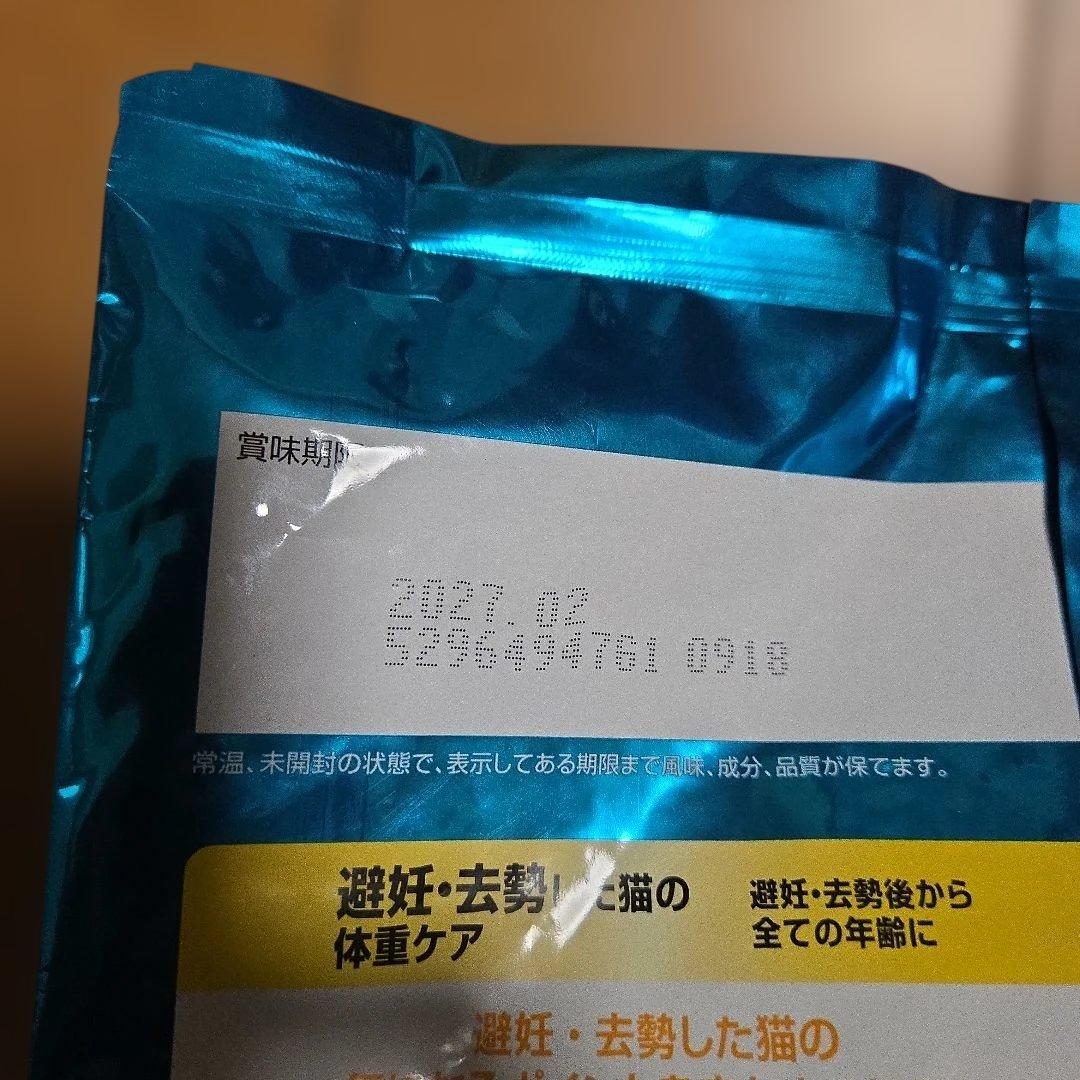 賞味期限
2027.02
5296494761 0918
常温、未開封の状態で、表示してある期限まで風味、成分、品質が保てます。
避妊・去勢した猫の
体重ケア
避妊・去勢後から
全ての年齢に
避妊・去勢した猫の